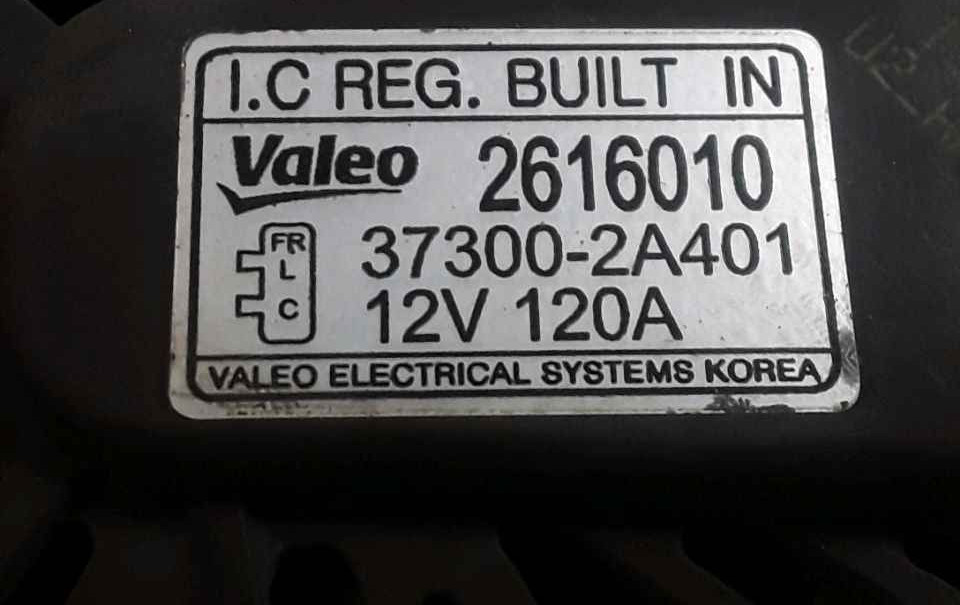 I.C REG. BUILT IN
Valeo 2616010
FR
L
C
37300-2A401
12V 120A
VALEO ELECTRICAL SYSTEMS KOREA